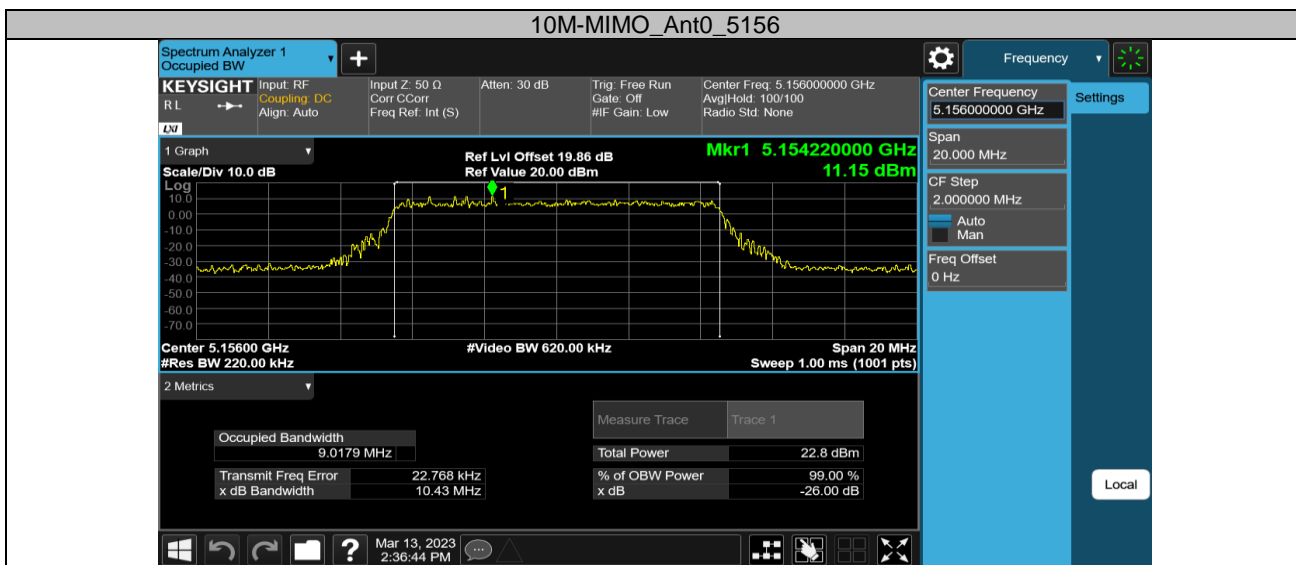 10M-MIMO_Ant0_5156
Spectrum Analyzer 1
Occupied BW
Frequency
KEYSIGHT
R L
LXI
Input: RF
Coupling: DC
Align: Auto
Input Z: 50 Ω
Corr CCorr
Freq Ref: Int (S)
Atten: 30 dB
Trig: Free Run
Gate: Off
#IF Gain: Low
Center Freq: 5.156000000 GHz
Avg|Hold: 100/100
Radio Std: None
Center Frequency
5.156000000 GHz
Settings
Span
20.000 MHz
CF Step
2.000000 MHz
Auto
Man
Freq Offset
0 Hz
1 Graph
Scale/Div 10.0 dB
Ref Lvl Offset 19.86 dB
Ref Value 20.00 dBm
Mkr1 5.154220000 GHz
11.15 dBm
Log
10.0
0.00
-10.0
-20.0
-30.0
-40.0
-50.0
-60.0
-70.0
1
Center 5.15600 GHz
#Res BW 220.00 kHz
#Video BW 620.00 kHz
Span 20 MHz
Sweep 1.00 ms (1001 pts)
2 Metrics
Measure Trace Trace 1
Occupied Bandwidth
9.0179 MHz
Total Power 22.8 dBm
Transmit Freq Error 22.768 kHz
% of OBW Power 99.00 %
x dB Bandwidth 10.43 MHz
x dB -26.00 dB
Local
?
Mar 13, 2023
2:36:44 PM